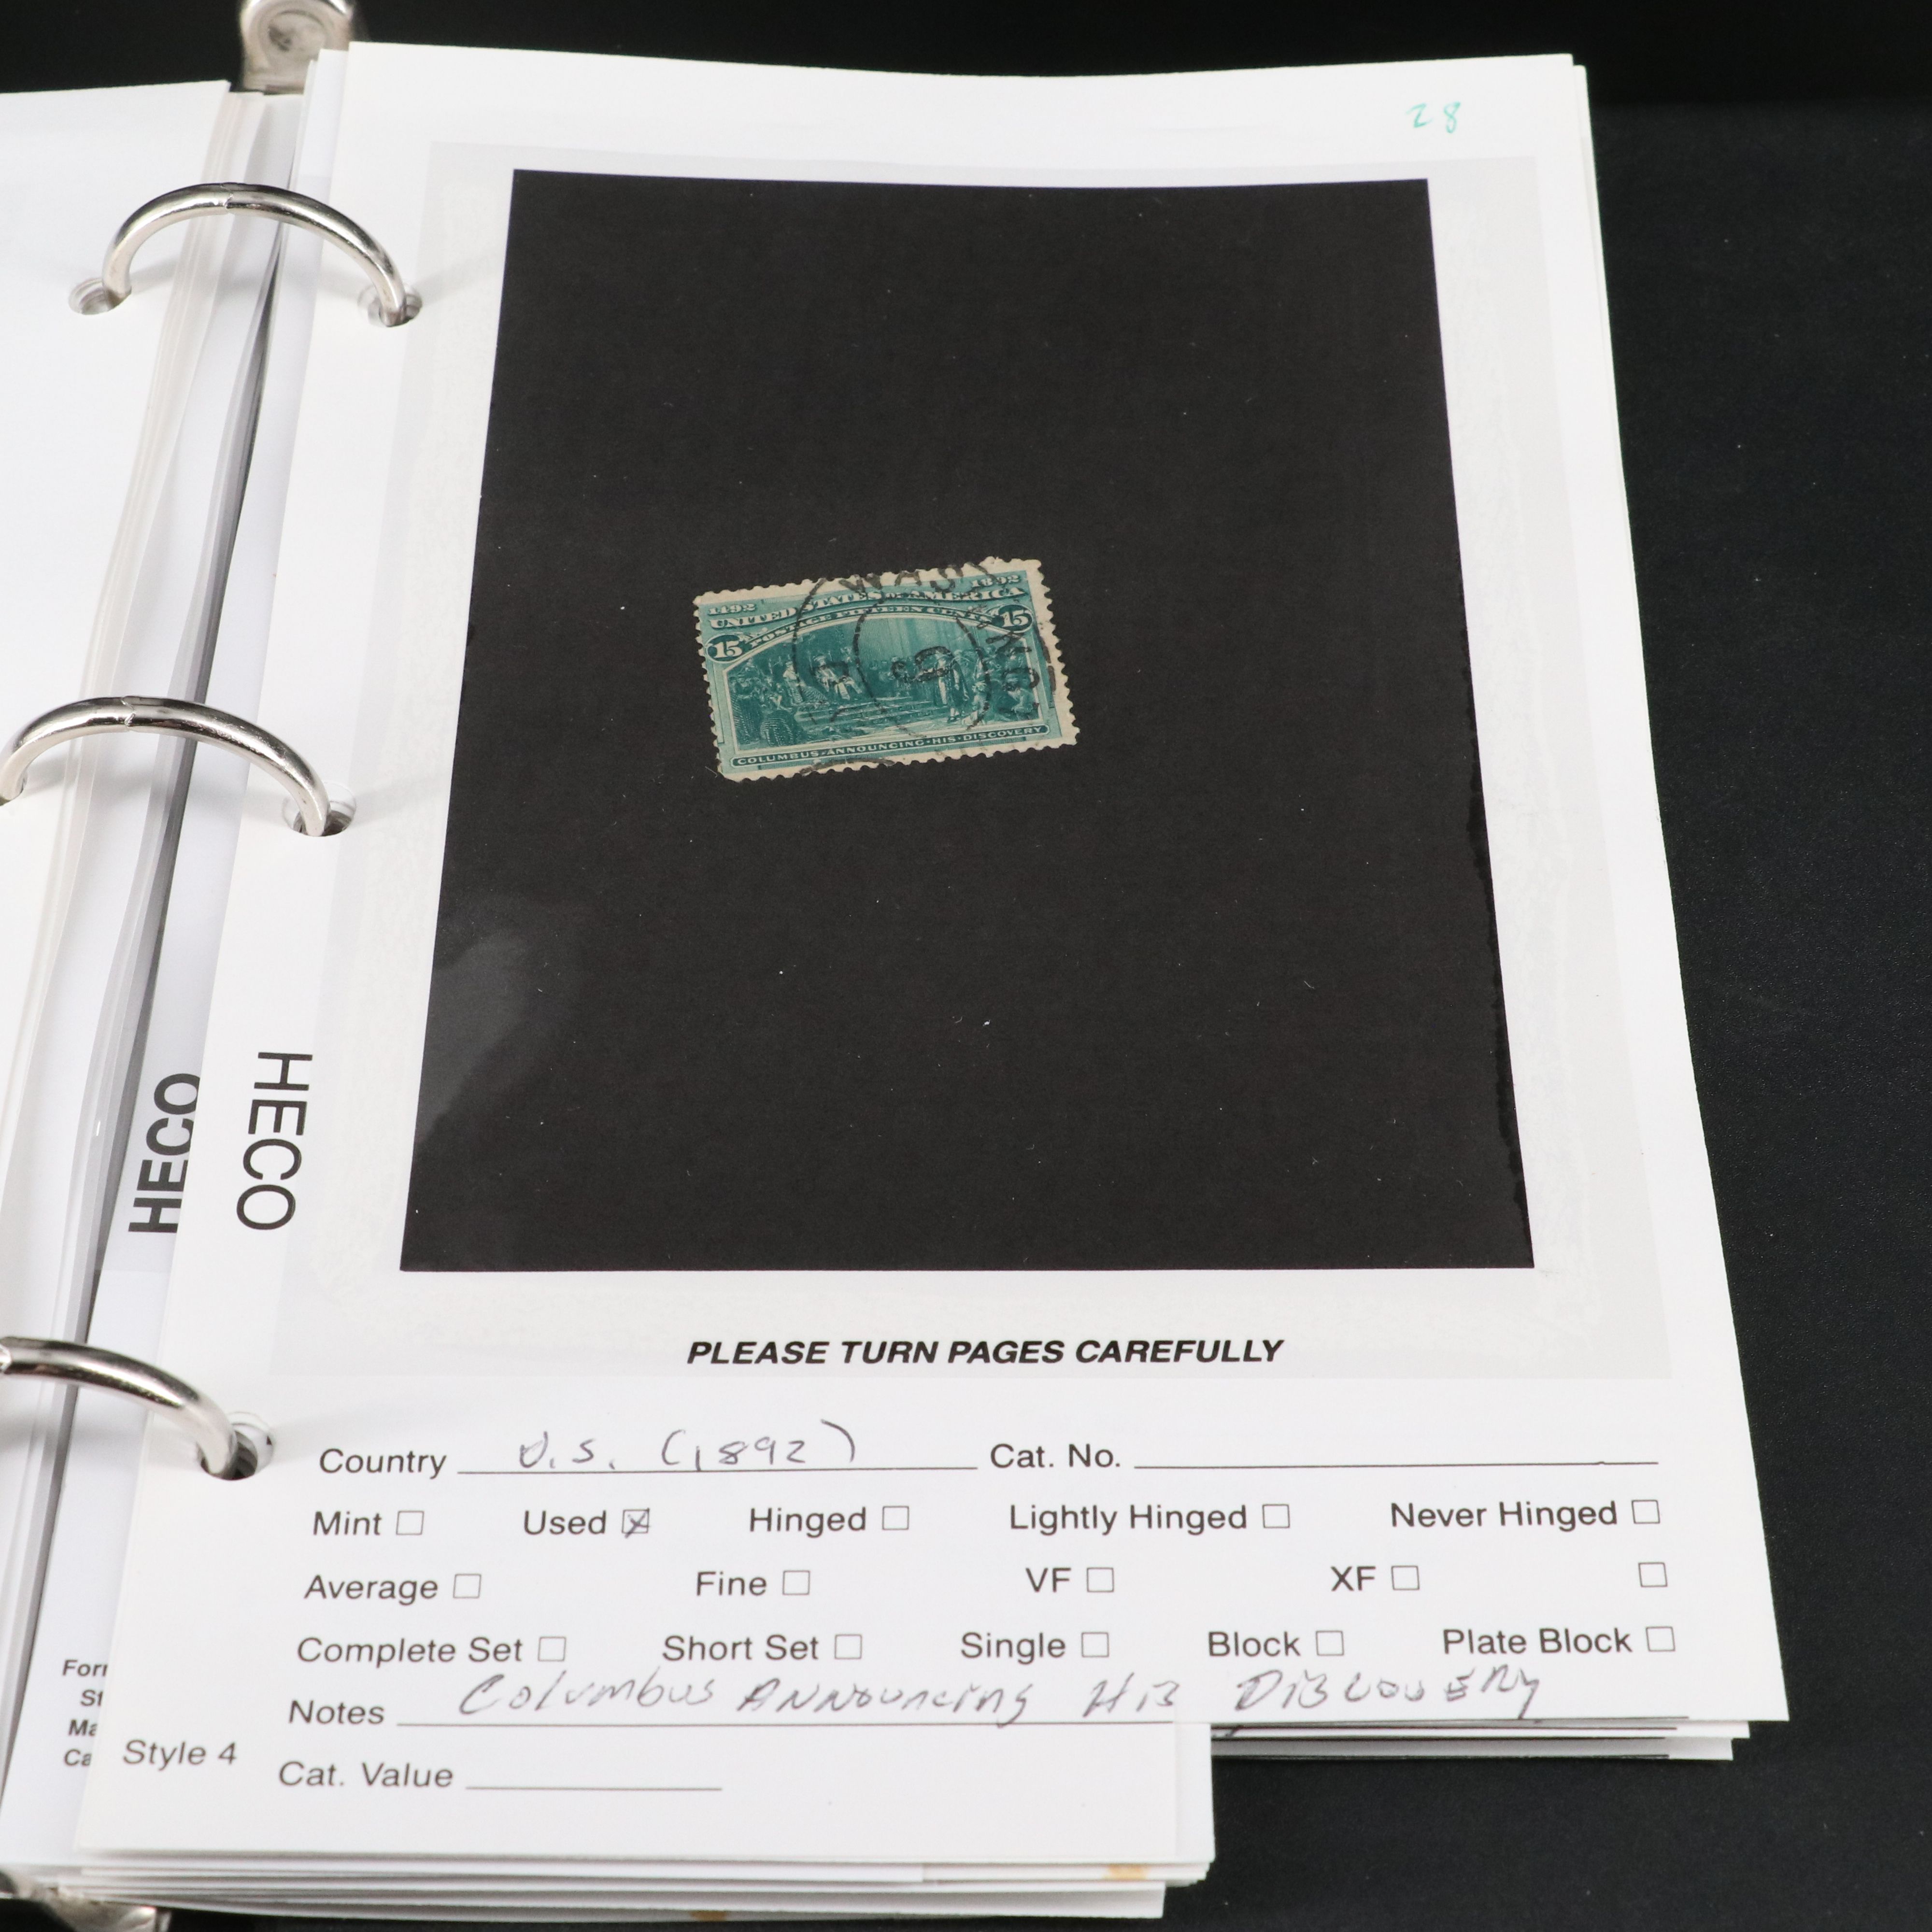 28
1492 1892
UNITED STATES OF AMERICA
POSTAGE FIFTEEN CENTS
15 15
9
COLUMBUS·ANNOUNCING·HIS·DISCOVERY
HECO
HECO
PLEASE TURN PAGES CAREFULLY
Country U.S. (1892) Cat. No.
Mint Used Hinged Lightly Hinged Never Hinged
Average Fine VF XF
Complete Set Short Set Single Block Plate Block
Notes Columbus Announcing His Discovery
Style 4
Cat. Value